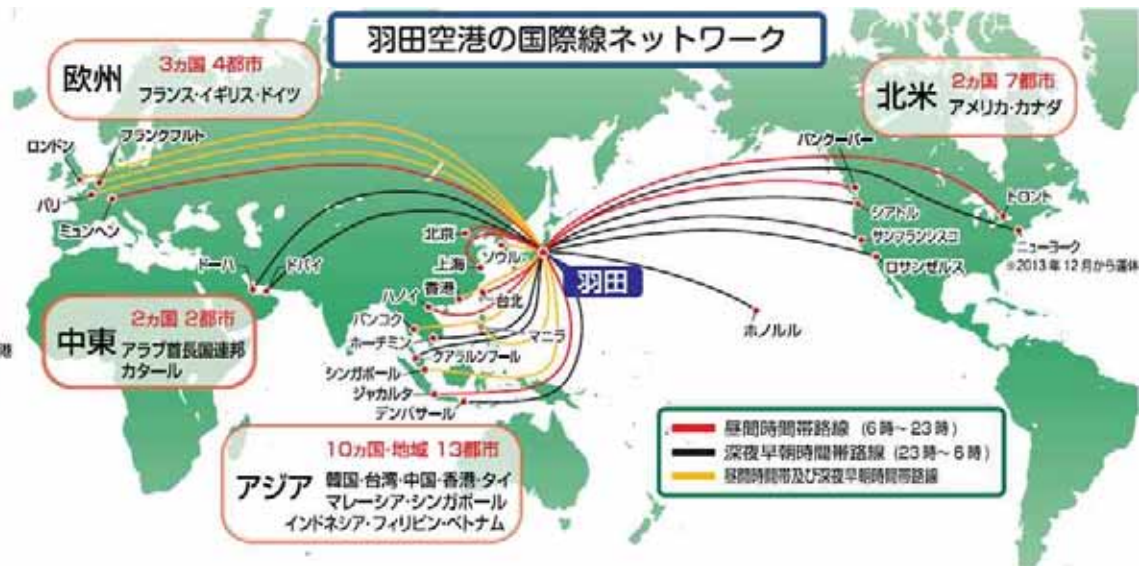 羽田空港の国際線ネットワーク
欧州
3ヵ国 4都市
フランス・イギリス・ドイツ
北米
2ヵ国 7都市
アメリカ・カナダ
ロンドン
フランクフルト
パリ
ミュンヘン
バンクーバー
トロント
シアトル
サンフランシスコ
ニューヨーク
※2013年12月から運休
ロサンゼルス
北京
ソウル
上海
羽田
ドーハ
ドバイ
香港
台北
ハノイ
バンコク
マニラ
ホーチミン
クアラルンプール
シンガポール
ジャカルタ
デンパサール
ホノルル
中東
2ヵ国 2都市
アラブ首長国連邦
カタール
港
アジア
10ヵ国・地域 13都市
韓国・台湾・中国・香港・タイ
マレーシア・シンガポール
インドネシア・フィリピン・ベトナム
昼間時間帯路線 (6時～23時)
深夜早朝時間帯路線 (23時～6時)
昼間時間帯及び深夜早朝時間帯路線